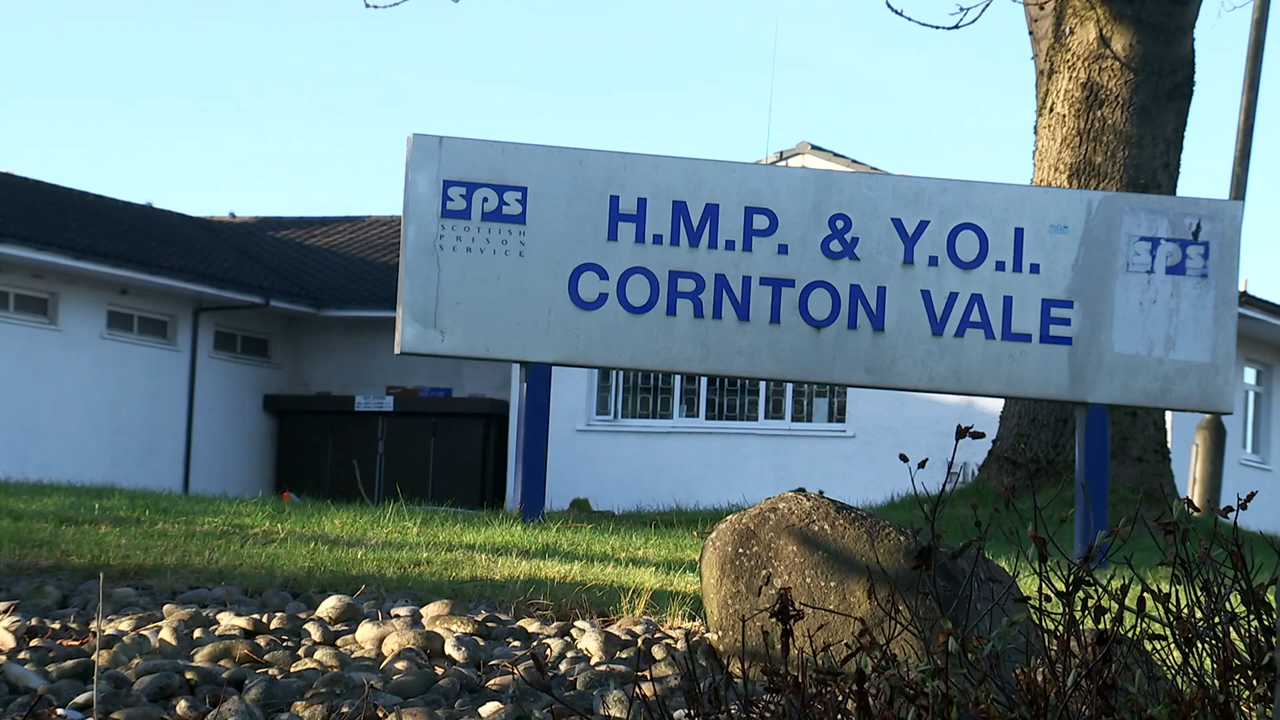 sps
SCOTTISH
PRISON
SERVICE
H.M.P. & Y.O.I.
CORNTON VALE
sps